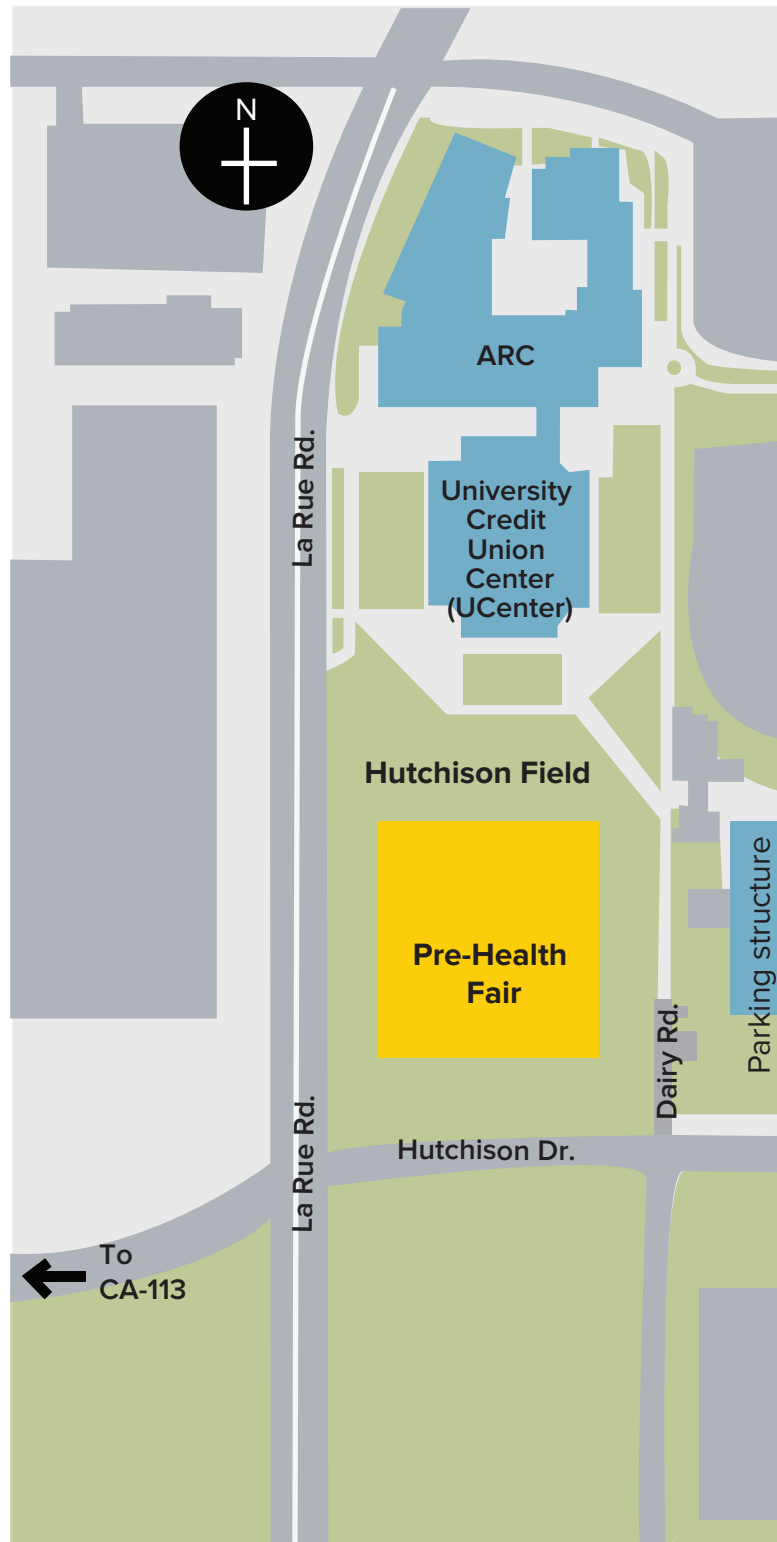 N
ARC
La Rue Rd.
University
Credit
Union
Center
(UCenter)
Hutchison Field
Pre-Health
Fair
Parking structure
Dairy Rd.
La Rue Rd.
Hutchison Dr.
To
CA-113